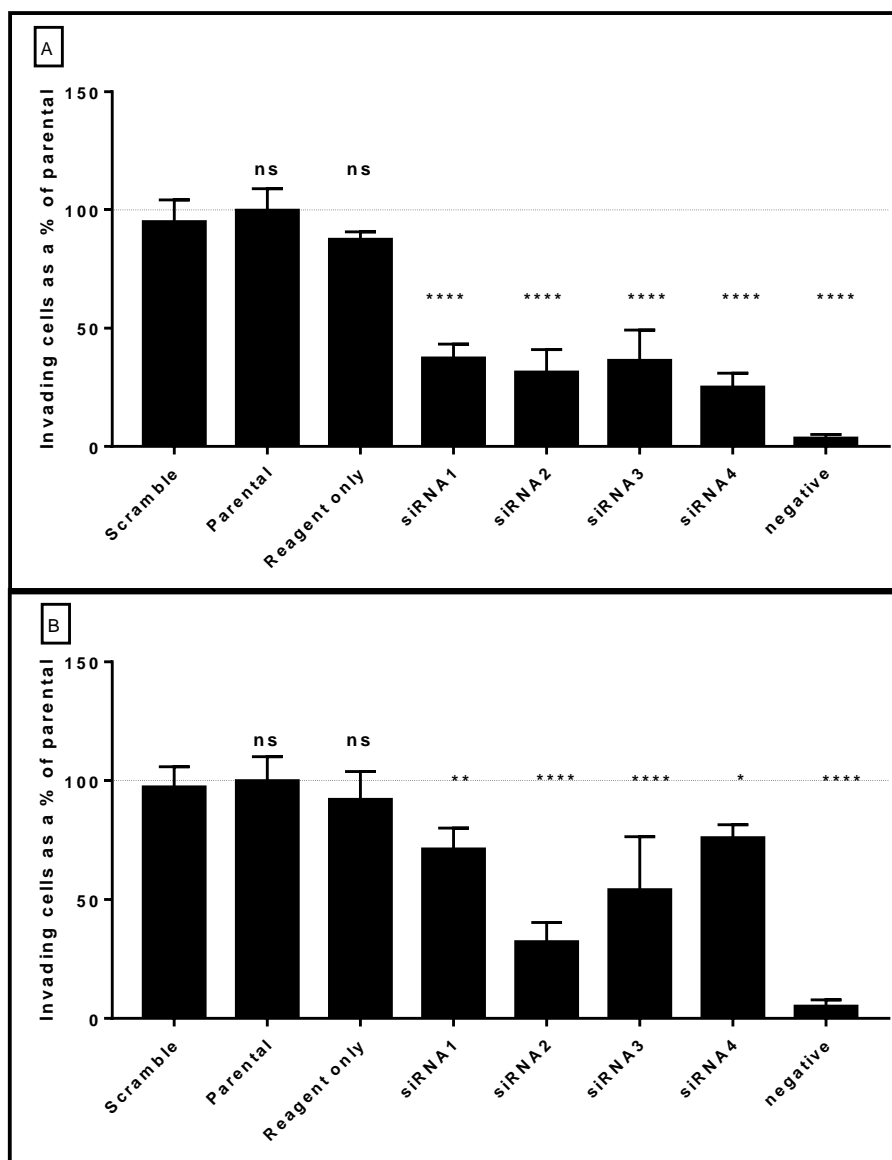 A
Invading cells as a % of parental
150
100
50
0
ns
ns
****
****
****
****
****
Scramble
Parental
Reagent only
siRNA1
siRNA2
siRNA3
siRNA4
negative
B
Invading cells as a % of parental
150
100
50
0
ns
ns
**
****
****
*
****
Scramble
Parental
Reagent only
siRNA1
siRNA2
siRNA3
siRNA4
negative